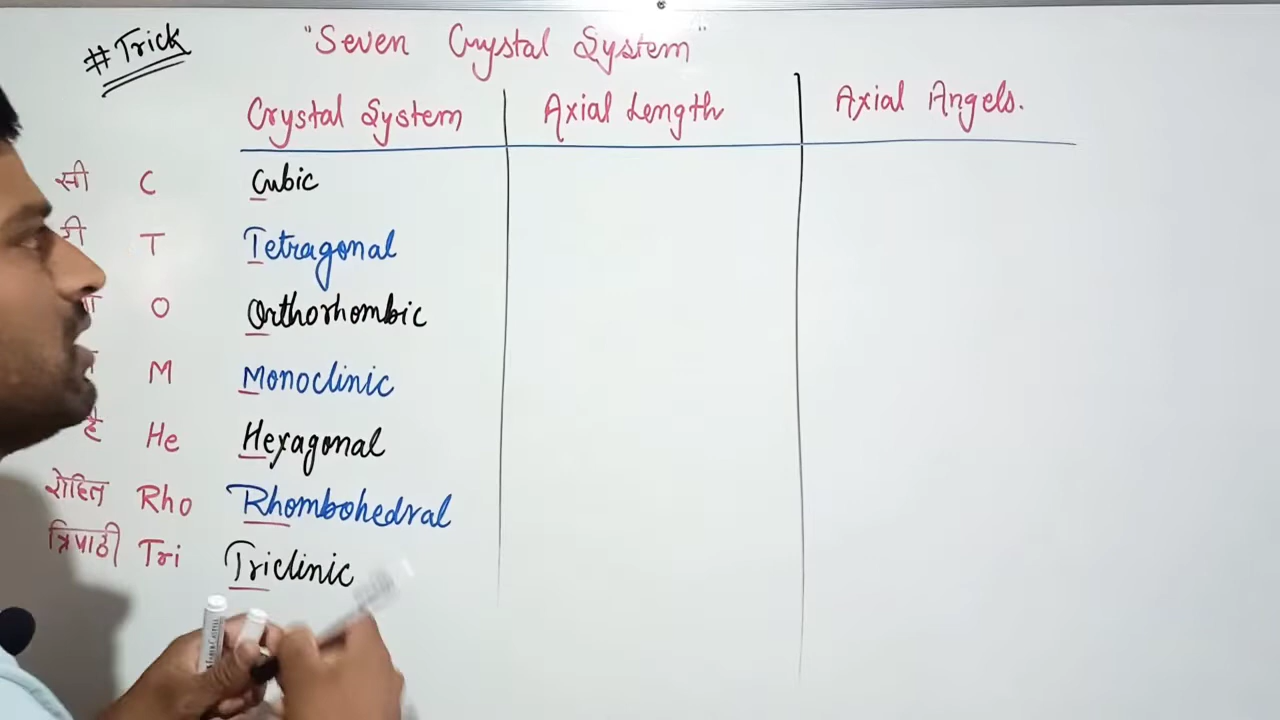 #Trick
"Seven Crystal System"
Crystal System Axial Length Axial Angels.
सी C Cubic
T Tetragonal
O Orthorhombic
M Monoclinic
है He Hexagonal
रोहित Rho Rhombohedral
त्रिपाठी Tri Triclinic